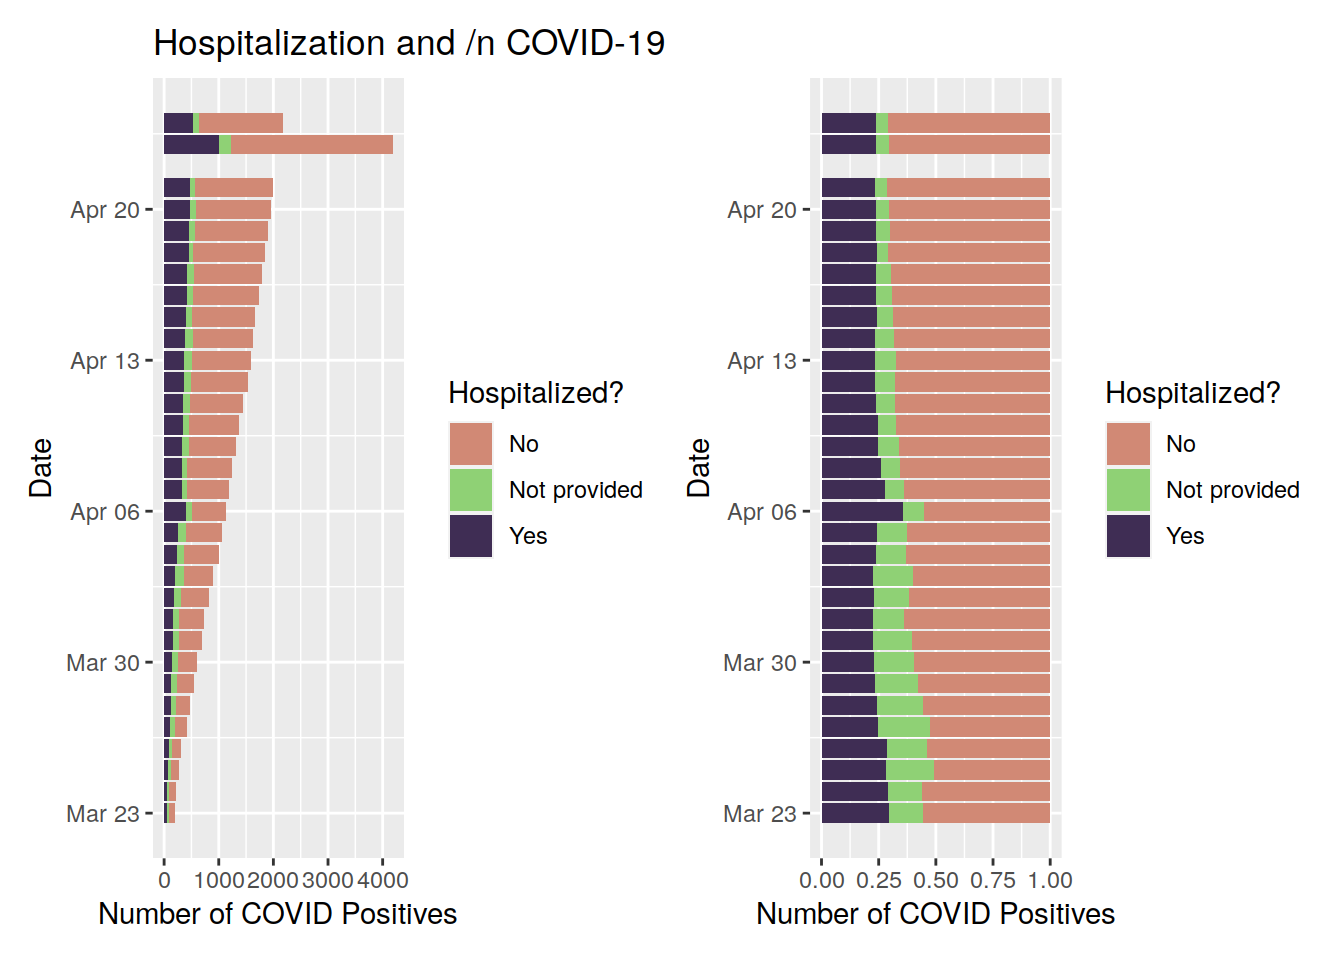 Hospitalization and /n COVID-19
Date
Apr 20
Apr 13
Apr 06
Mar 30
Mar 23
0 1000 2000 3000 4000
Number of COVID Positives
Hospitalized?
No
Not provided
Yes
Date
Apr 20
Apr 13
Apr 06
Mar 30
Mar 23
0.00 0.25 0.50 0.75 1.00
Number of COVID Positives
Hospitalized?
No
Not provided
Yes